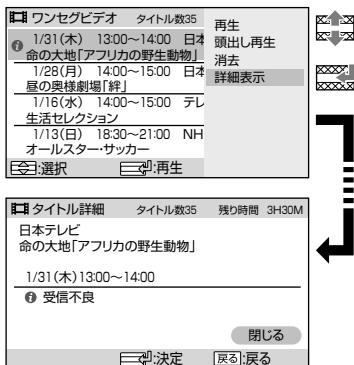 ワンセグビデオ タイトル数35
1/31(木) 13:00～14:00 日本
命の大地「アフリカの野生動物」
1/28(月) 14:00～15:00 日本
昼の奥様劇場「絆」
1/16(水) 14:00～15:00 テレ
生活セレクション
1/13(日) 18:30～21:00 NH
オールスター・サッカー
:選択 :再生
再生
頭出し再生
消去
詳細表示
タイトル詳細 タイトル数35 残り時間 3H30M
日本テレビ
命の大地「アフリカの野生動物」
1/31(木)13:00～14:00
受信不良
閉じる
:決定 戻る:戻る